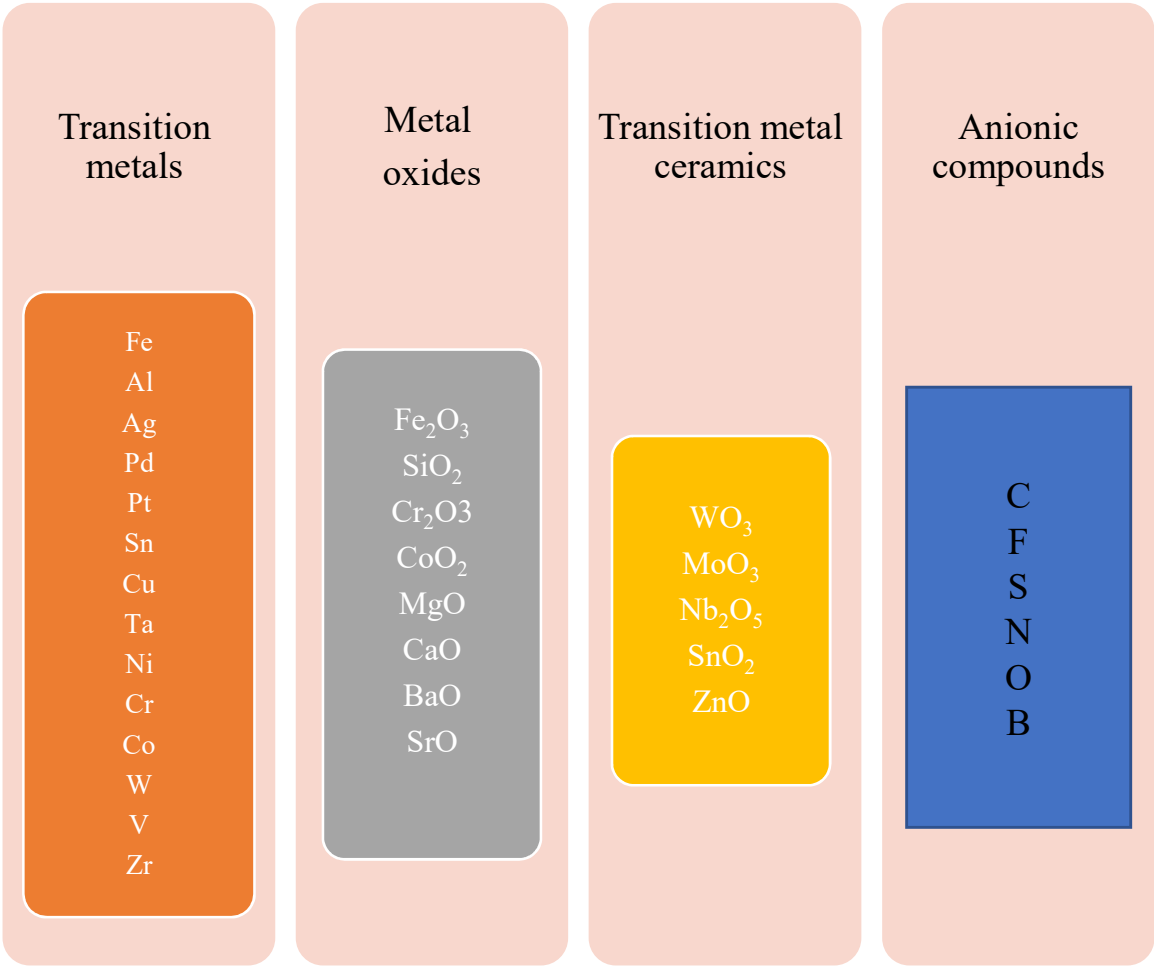 Transition
metals
Fe
Al
Ag
Pd
Pt
Sn
Cu
Ta
Ni
Cr
Co
W
V
Zr
Metal
oxides
Fe₂O₃
SiO₂
Cr₂O3
CoO₂
MgO
CaO
BaO
SrO
Transition metal
ceramics
WO₃
MoO₃
Nb₂O₅
SnO₂
ZnO
Anionic
compounds
C
F
S
N
O
B